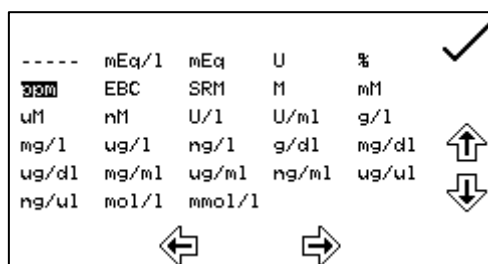 ----- mEq/l mEq U %
ppm EBC SRM M mM
uM nM U/l U/ml g/l
mg/l ug/l ng/l g/dl mg/dl
ug/dl mg/ml ug/ml ng/ml ug/ul
ng/ul mol/l mmol/l